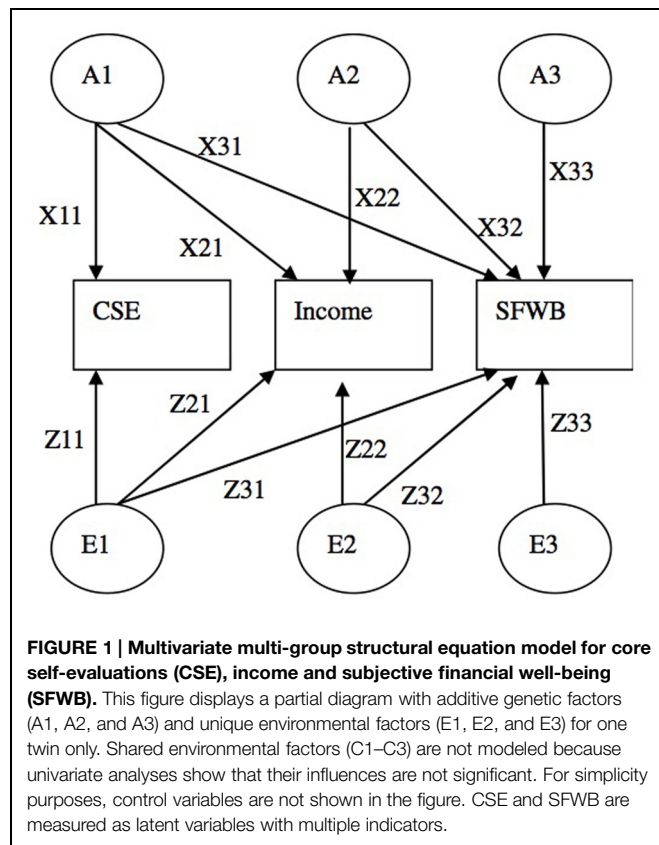 A1 A2 A3
X31
X11 X21 X22 X32 X33
CSE Income SFWB
Z11 Z21 Z31 Z22 Z32 Z33
E1 E2 E3
FIGURE 1 | Multivariate multi-group structural equation model for core
self-evaluations (CSE), income and subjective financial well-being
(SFWB). This figure displays a partial diagram with additive genetic factors
(A1, A2, and A3) and unique environmental factors (E1, E2, and E3) for one
twin only. Shared environmental factors (C1–C3) are not modeled because
univariate analyses show that their influences are not significant. For simplicity
purposes, control variables are not shown in the figure. CSE and SFWB are
measured as latent variables with multiple indicators.